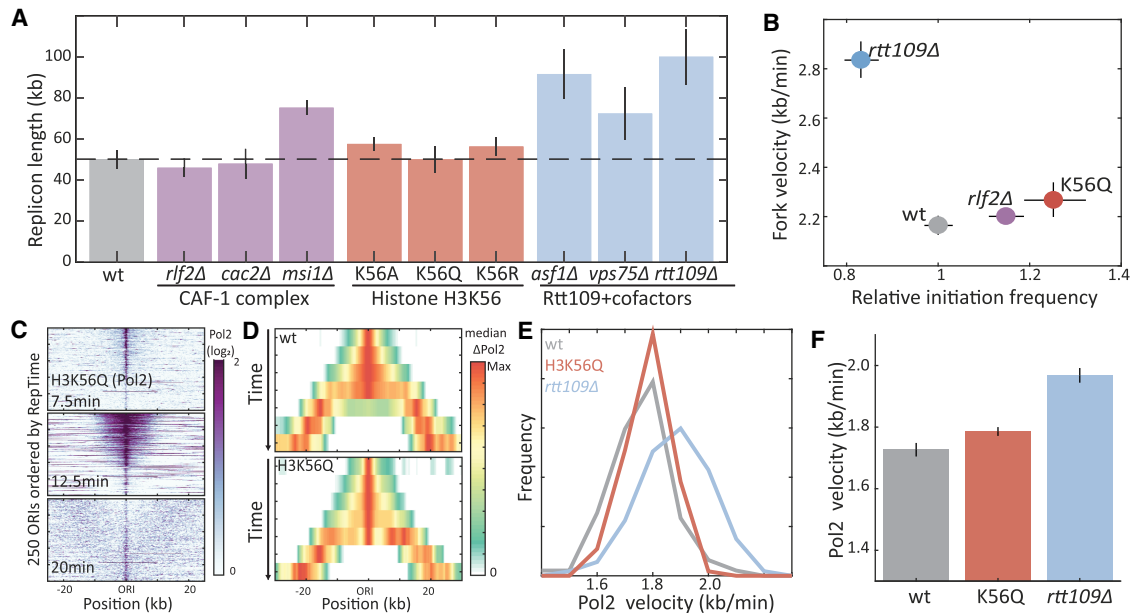 A
Replicon length (kb)
100
80
60
40
20
0
wt
rlf2Δ
cac2Δ
msi1Δ
K56A
K56Q
K56R
asf1Δ
vps75Δ
rtt109Δ
CAF-1 complex
Histone H3K56
Rtt109+cofactors
B
Fork velocity (kb/min)
2.8
2.6
2.4
2.2
rtt109Δ
wt
rlf2Δ
K56Q
0.8
1
1.2
1.4
Relative initiation frequency
C
250 ORIs ordered by RepTime
Pol2
(log₂)
2
0
H3K56Q (Pol2)
7.5min
12.5min
20min
-20
ORI
20
Position (kb)
D
wt
Time
H3K56Q
Time
median
ΔPol2
Max
0
-20
ORI
20
Position (kb)
E
wt
H3K56Q
rtt109Δ
Frequency
1.6
1.8
2.0
Pol2 velocity (kb/min)
F
Pol2 velocity (kb/min)
2.0
1.8
1.6
1.4
wt
K56Q
rtt109Δ